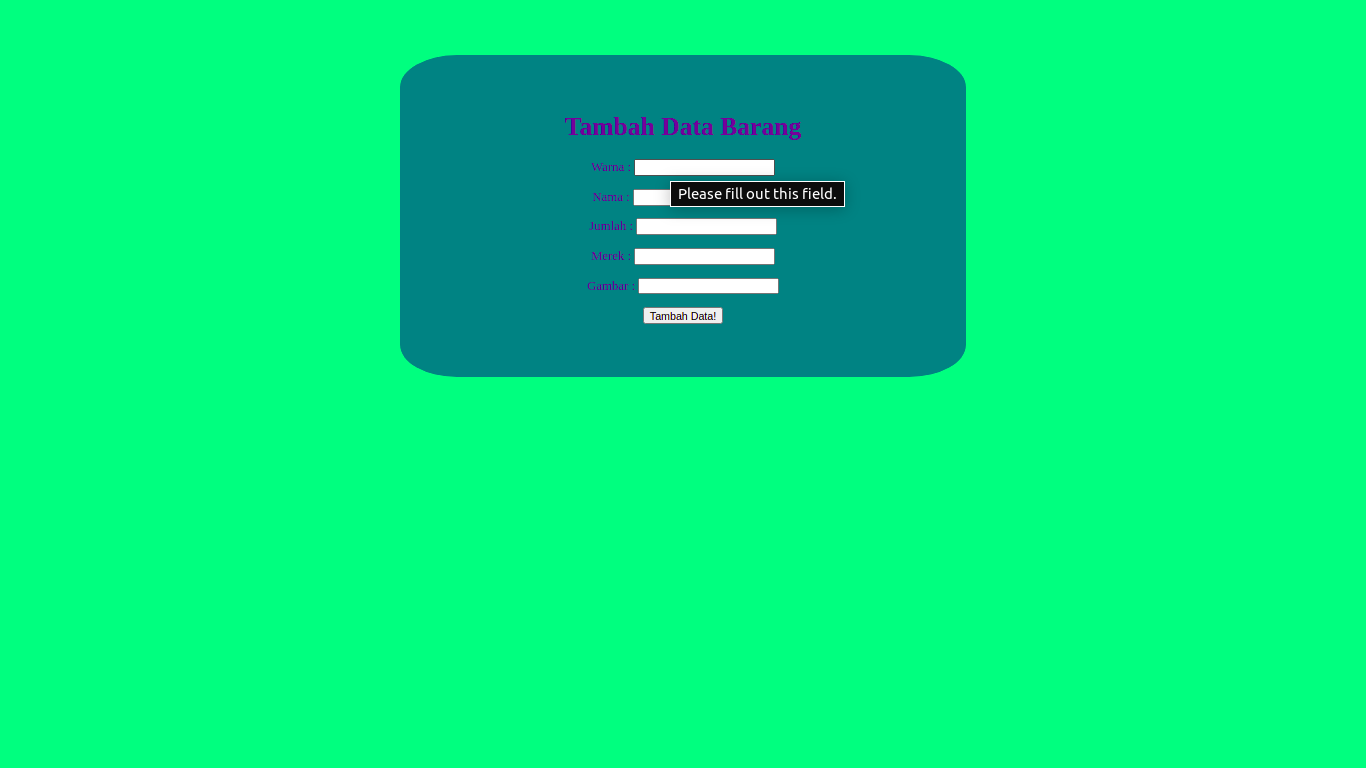 Tambah Data Barang
Warna :
Please fill out this field.
Nama :
Jumlah :
Merek :
Gambar :
Tambah Data!